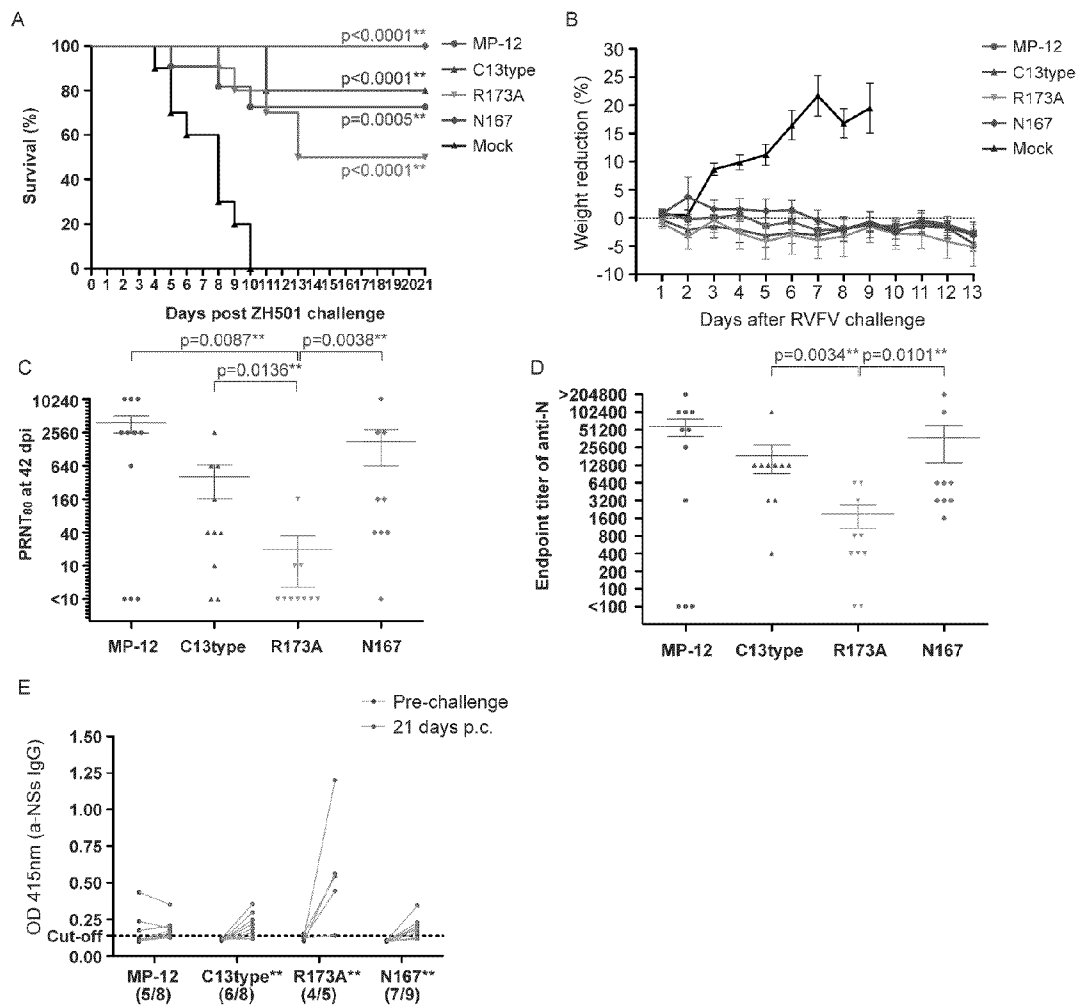 A
p<0.0001**
p<0.0001**
p=0.0005**
p<0.0001**
MP-12
C13type
R173A
N167
Mock
Survival (%)
100
80
60
40
20
0
0 1 2 3 4 5 6 7 8 9 10 11 12 13 14 15 16 17 18 19 20 21
Days post ZH501 challenge
B
MP-12
C13type
R173A
N167
Mock
Weight reduction (%)
30
25
20
15
10
5
0
-5
-10
1 2 3 4 5 6 7 8 9 10 11 12 13
Days after RVFV challenge
C
p=0.0087**
p=0.0038**
p=0.0136**
PRNT80 at 42 dpi
10240
2560
640
160
40
10
<10
MP-12 C13type R173A N167
D
p=0.0034**
p=0.0101**
Endpoint titer of anti-N
>204800
102400
51200
25600
12800
6400
3200
1600
800
400
200
100
<100
MP-12 C13type R173A N167
E
Pre-challenge
21 days p.c.
OD 415nm (a-NSs IgG)
1.50
1.25
1.00
0.75
0.50
0.25
Cut-off
0.00
MP-12 C13type** R173A** N167**
(5/8) (6/8) (4/5) (7/9)